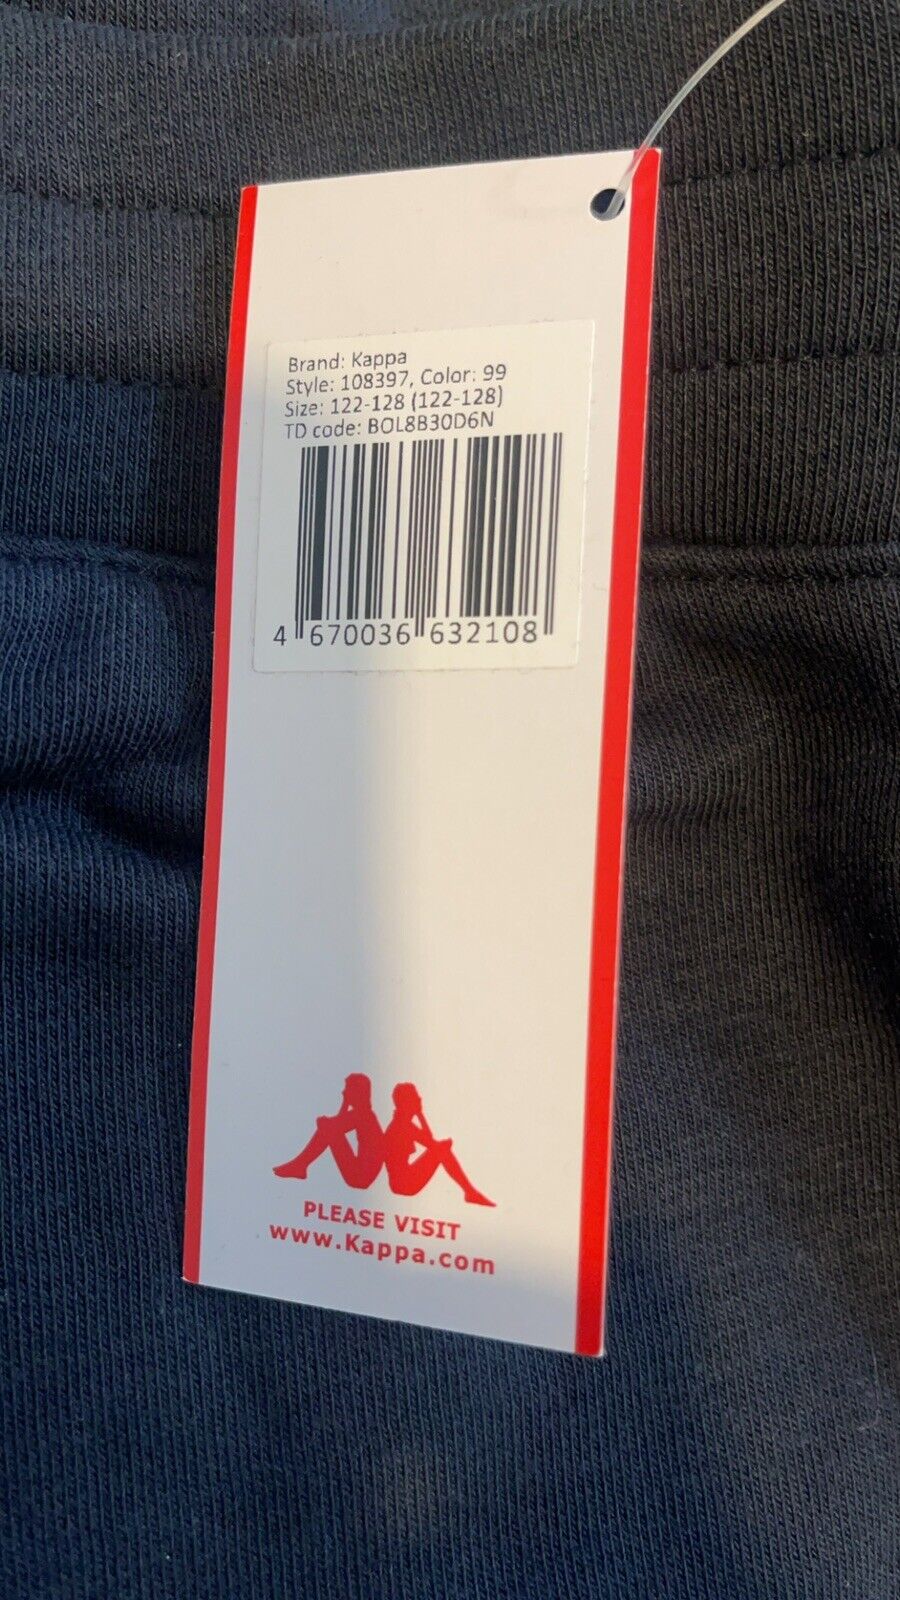 Brand: Kappa
Style: 108397, Color: 99
Size: 122-128 (122-128)
TD code: BOL8B30D6N
4 670036 632108
PLEASE VISIT
www.Kappa.com